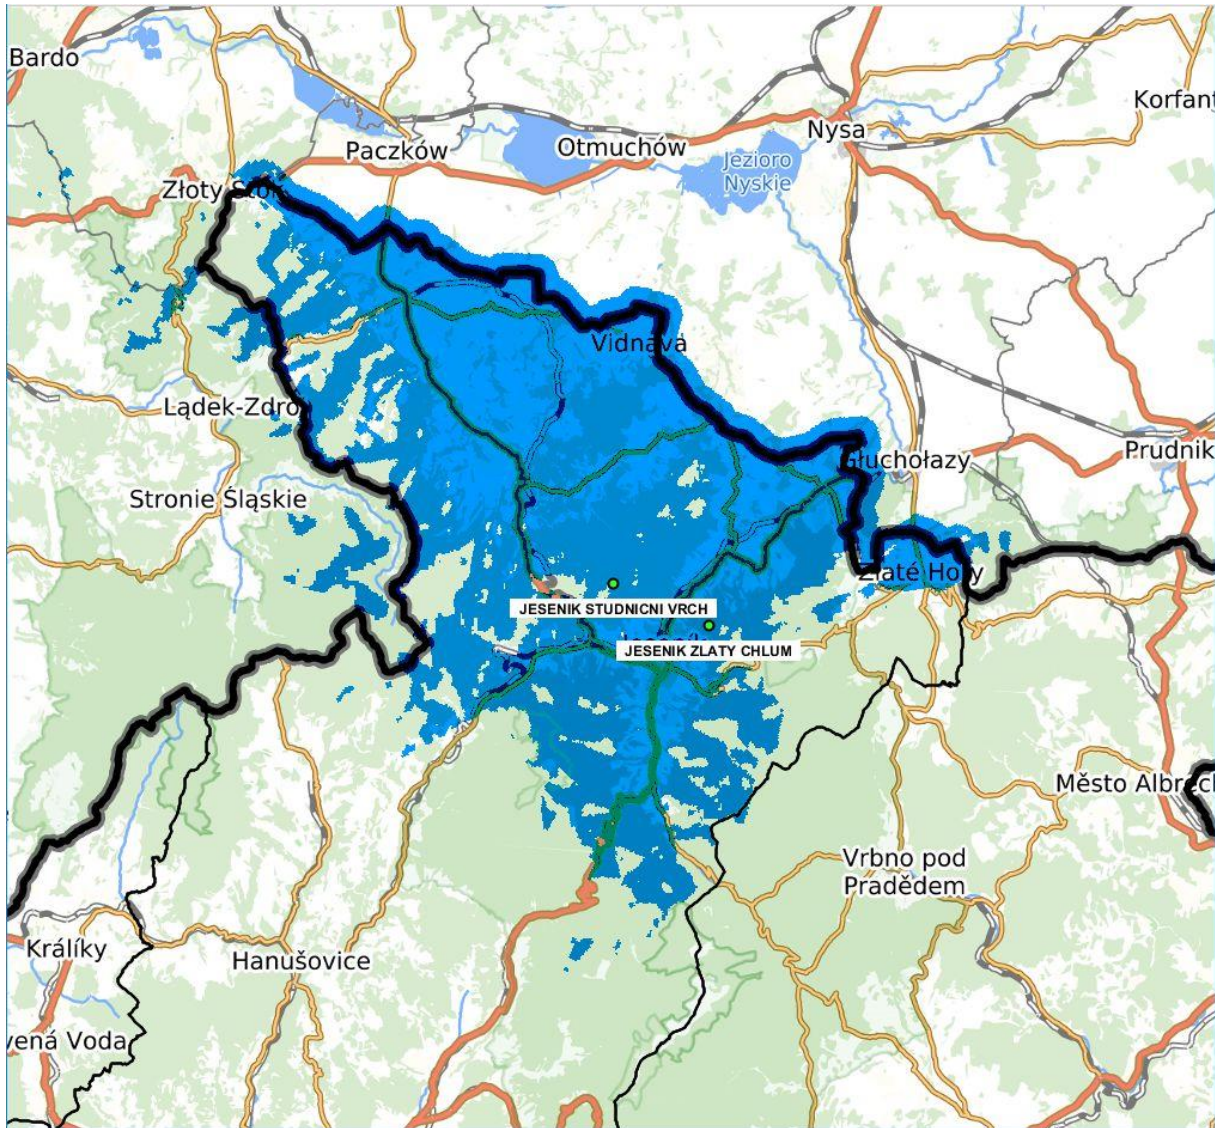 Bardo
Korfant
Nysa
Otmuchów
Paczków
Jezioro
Nyskie
Złoty Stok
Vidnava
Lądek-Zdró
Głuchołazy
Prudnik
Stronie Śląskie
Zlaté Hory
JESENIK STUDNICNI VRCH
JESENIK ZLATY CHLUM
Město Albrech
Vrbno pod
Pradědem
Králíky
Hanušovice
vená Voda